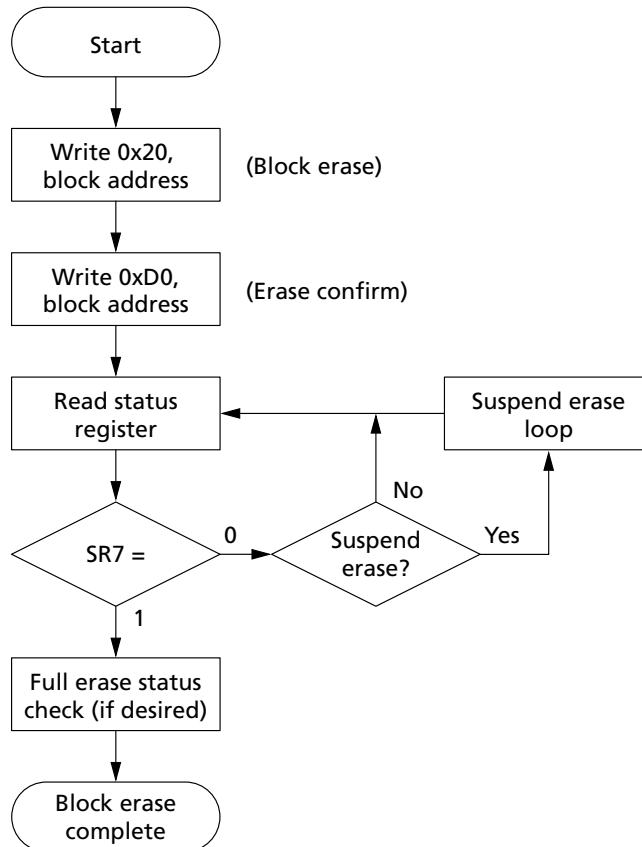 Start
Write 0x20,
block address
(Block erase)
Write 0xD0,
block address
(Erase confirm)
Read status
register
Suspend erase
loop
No
SR7 =
0
Suspend
erase?
Yes
1
Full erase status
check (if desired)
Block erase
complete